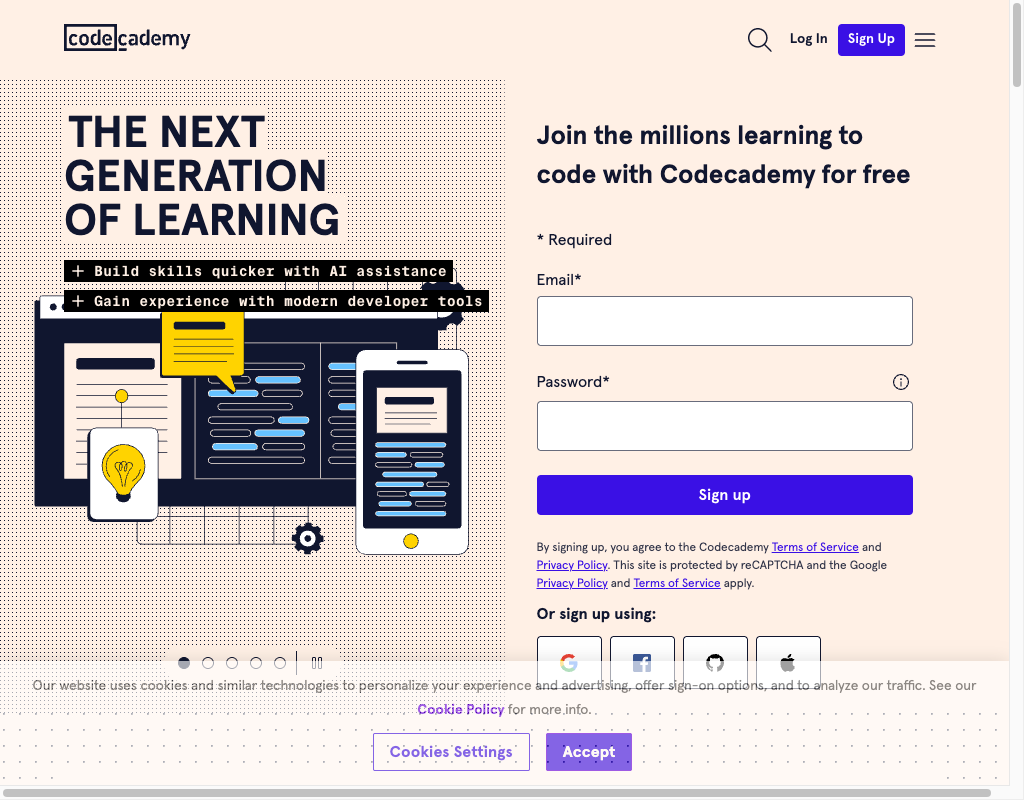 codecademy
Log In
Sign Up
THE NEXT
GENERATION
OF LEARNING
+ Build skills quicker with AI assistance
+ Gain experience with modern developer tools
Join the millions learning to
code with Codecademy for free
* Required
Email*
Password*
Sign up
By signing up, you agree to the Codecademy Terms of Service and
Privacy Policy. This site is protected by reCAPTCHA and the Google
Privacy Policy and Terms of Service apply.
Or sign up using:
Our website uses cookies and similar technologies to personalize your experience and advertising, offer sign-on options, and to analyze our traffic. See our
Cookie Policy for more info.
Cookies Settings
Accept